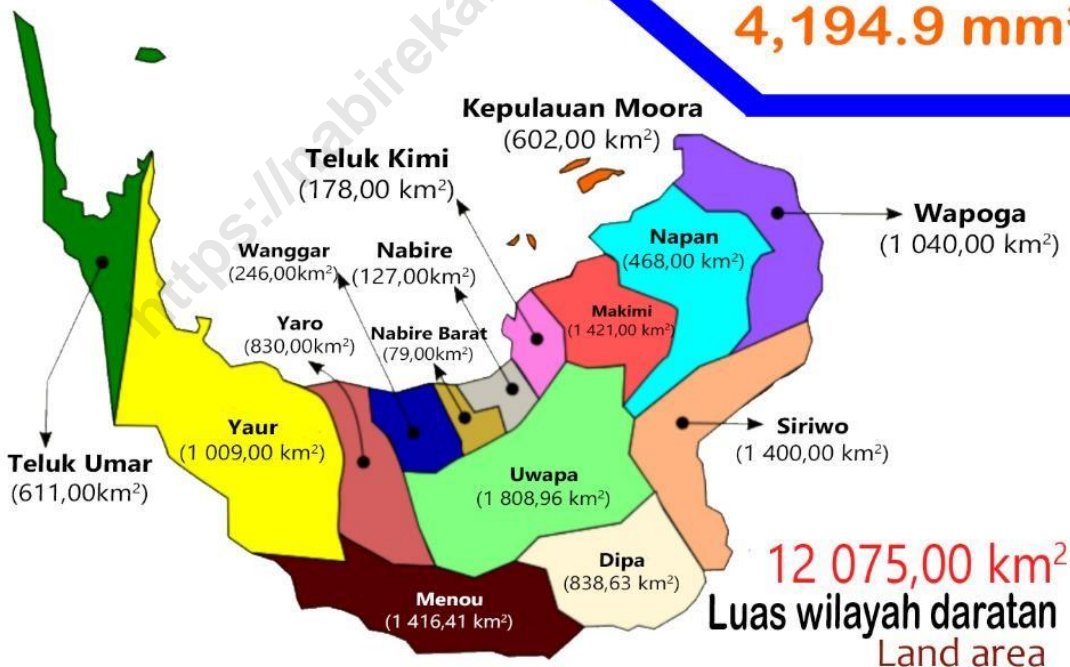 4,194.9 mm
https://nabireka
Kepulauan Moora
(602,00 km²)
Teluk Kimi
(178,00 km²)
Wapoga
(1 040,00 km²)
Napan
(468,00 km²)
Wanggar
(246,00km²)
Nabire
(127,00km²)
Makimi
(1 421,00 km²)
Yaro
(830,00km²)
Nabire Barat
(79,00km²)
Yaur
(1 009,00 km²)
Siriwo
(1 400,00 km²)
Teluk Umar
(611,00km²)
Uwapa
(1 808,96 km²)
Dipa
(838,63 km²)
Menou
(1 416,41 km²)
12 075,00 km²
Luas wilayah daratan
Land area